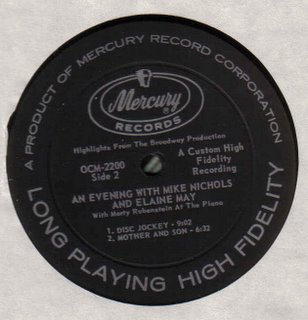 A PRODUCT OF MERCURY RECORD CORPORATION
Mercury
RECORDS
Highlights From The Broadway Production
OCM-2200
Side 2
A Custom High
Fidelity
Recording
AN EVENING WITH MIKE NICHOLS
AND ELAINE MAY
With Marty Rubenstein At The Piano
1. DISC JOCKEY - 9:02
2. MOTHER AND SON - 6:32
LONG PLAYING HIGH FIDELITY